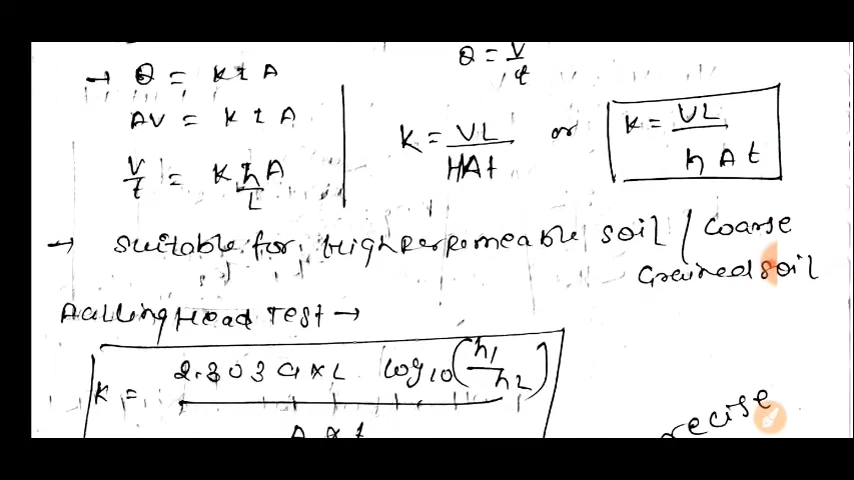 Q = V/t
→ Q = K i A
AV = K i A
K = VL/HAt or K = VL/hAt
V/t = K h/L A
→ suitable for High permeable soil / coarse
Grained soil
Falling Head Test →
K = 2.303 a x L log10 (h1/h2)
A x t